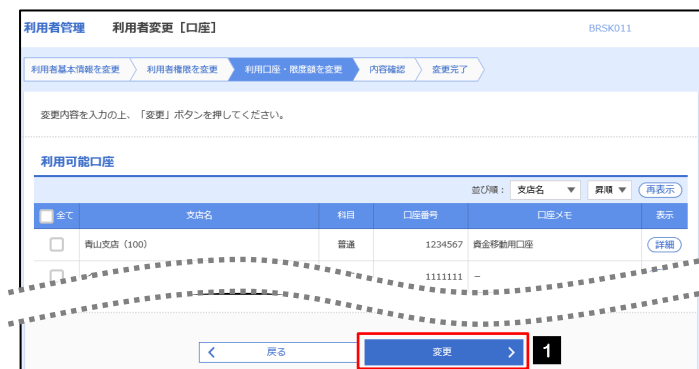 利用者管理 利用者変更［口座］ BRSK011
利用者基本情報を変更 利用者権限を変更 利用口座・限度額を変更 内容確認 変更完了
変更内容を入力の上、「変更」ボタンを押してください。
利用可能口座
並び順： 支店名 ▼ 昇順 ▼ 再表示
全て 支店名 科目 口座番号 口座メモ 表示
青山支店（100） 普通 1234567 資金移動用口座 詳細
1111111 －
戻る 変更 1